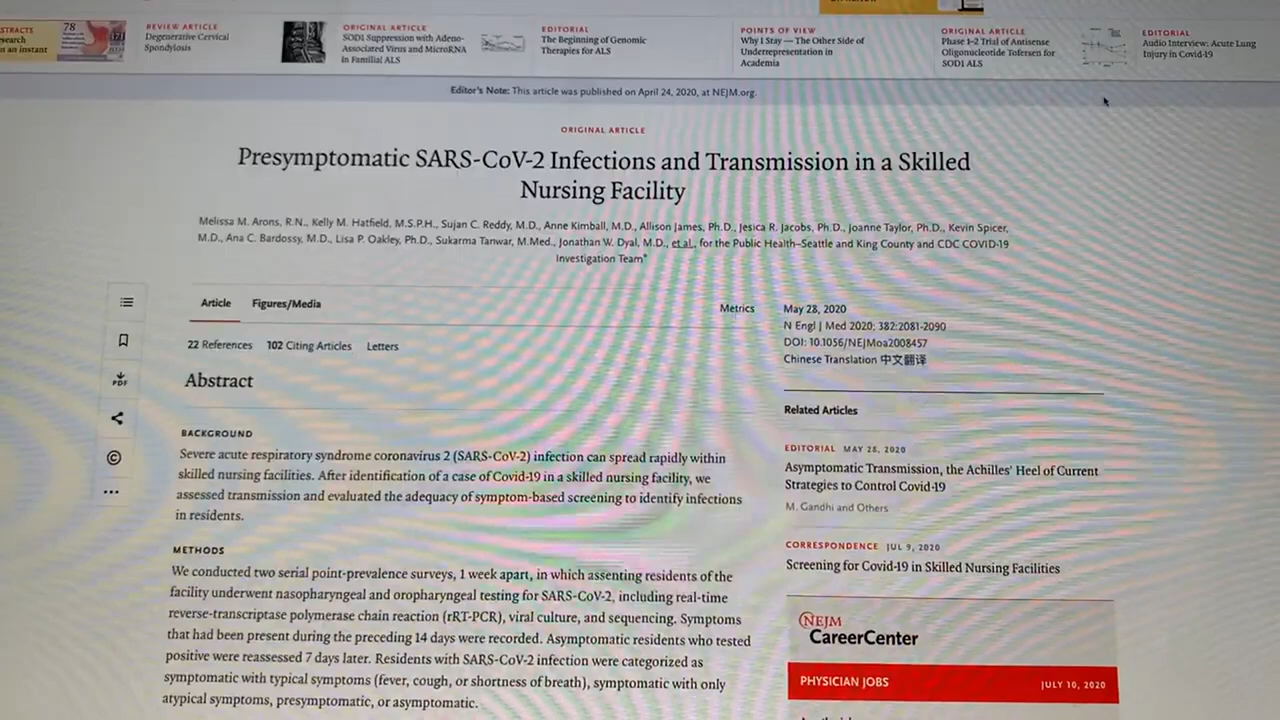 STRACTS
search
n an instant
78
171
REVIEW ARTICLE
Degenerative Cervical
Spondylosis
ORIGINAL ARTICLE
SOD1 Suppression with Adeno-
Associated Virus and MicroRNA
in Familial ALS
EDITORIAL
The Beginning of Genomic
Therapies for ALS
POINTS OF VIEW
Why I Stay — The Other Side of
Underrepresentation in
Academia
ORIGINAL ARTICLE
Phase 1–2 Trial of Antisense
Oligonucleotide Tofersen for
SOD1 ALS
EDITORIAL
Audio Interview: Acute Lung
Injury in Covid-19
Editor's Note: This article was published on April 24, 2020, at NEJM.org.
ORIGINAL ARTICLE
Presymptomatic SARS-CoV-2 Infections and Transmission in a Skilled
Nursing Facility
Melissa M. Arons, R.N., Kelly M. Hatfield, M.S.P.H., Sujan C. Reddy, M.D., Anne Kimball, M.D., Allison James, Ph.D., Jesica R. Jacobs, Ph.D., Joanne Taylor, Ph.D., Kevin Spicer,
M.D., Ana C. Bardossy, M.D., Lisa P. Oakley, Ph.D., Sukarma Tanwar, M.Med., Jonathan W. Dyal, M.D., et al., for the Public Health–Seattle and King County and CDC COVID-19
Investigation Team*
Article Figures/Media
Metrics
22 References 102 Citing Articles Letters
Abstract
BACKGROUND
Severe acute respiratory syndrome coronavirus 2 (SARS-CoV-2) infection can spread rapidly within
skilled nursing facilities. After identification of a case of Covid-19 in a skilled nursing facility, we
assessed transmission and evaluated the adequacy of symptom-based screening to identify infections
in residents.
METHODS
We conducted two serial point-prevalence surveys, 1 week apart, in which assenting residents of the
facility underwent nasopharyngeal and oropharyngeal testing for SARS-CoV-2, including real-time
reverse-transcriptase polymerase chain reaction (rRT-PCR), viral culture, and sequencing. Symptoms
that had been present during the preceding 14 days were recorded. Asymptomatic residents who tested
positive were reassessed 7 days later. Residents with SARS-CoV-2 infection were categorized as
symptomatic with typical symptoms (fever, cough, or shortness of breath), symptomatic with only
atypical symptoms, presymptomatic, or asymptomatic.
PDF
May 28, 2020
N Engl J Med 2020; 382:2081-2090
DOI: 10.1056/NEJMoa2008457
Chinese Translation 中文翻译
Related Articles
EDITORIAL MAY 28, 2020
Asymptomatic Transmission, the Achilles' Heel of Current
Strategies to Control Covid-19
M. Gandhi and Others
CORRESPONDENCE JUL 9, 2020
Screening for Covid-19 in Skilled Nursing Facilities
NEJM
CareerCenter
PHYSICIAN JOBS
JULY 10, 2020